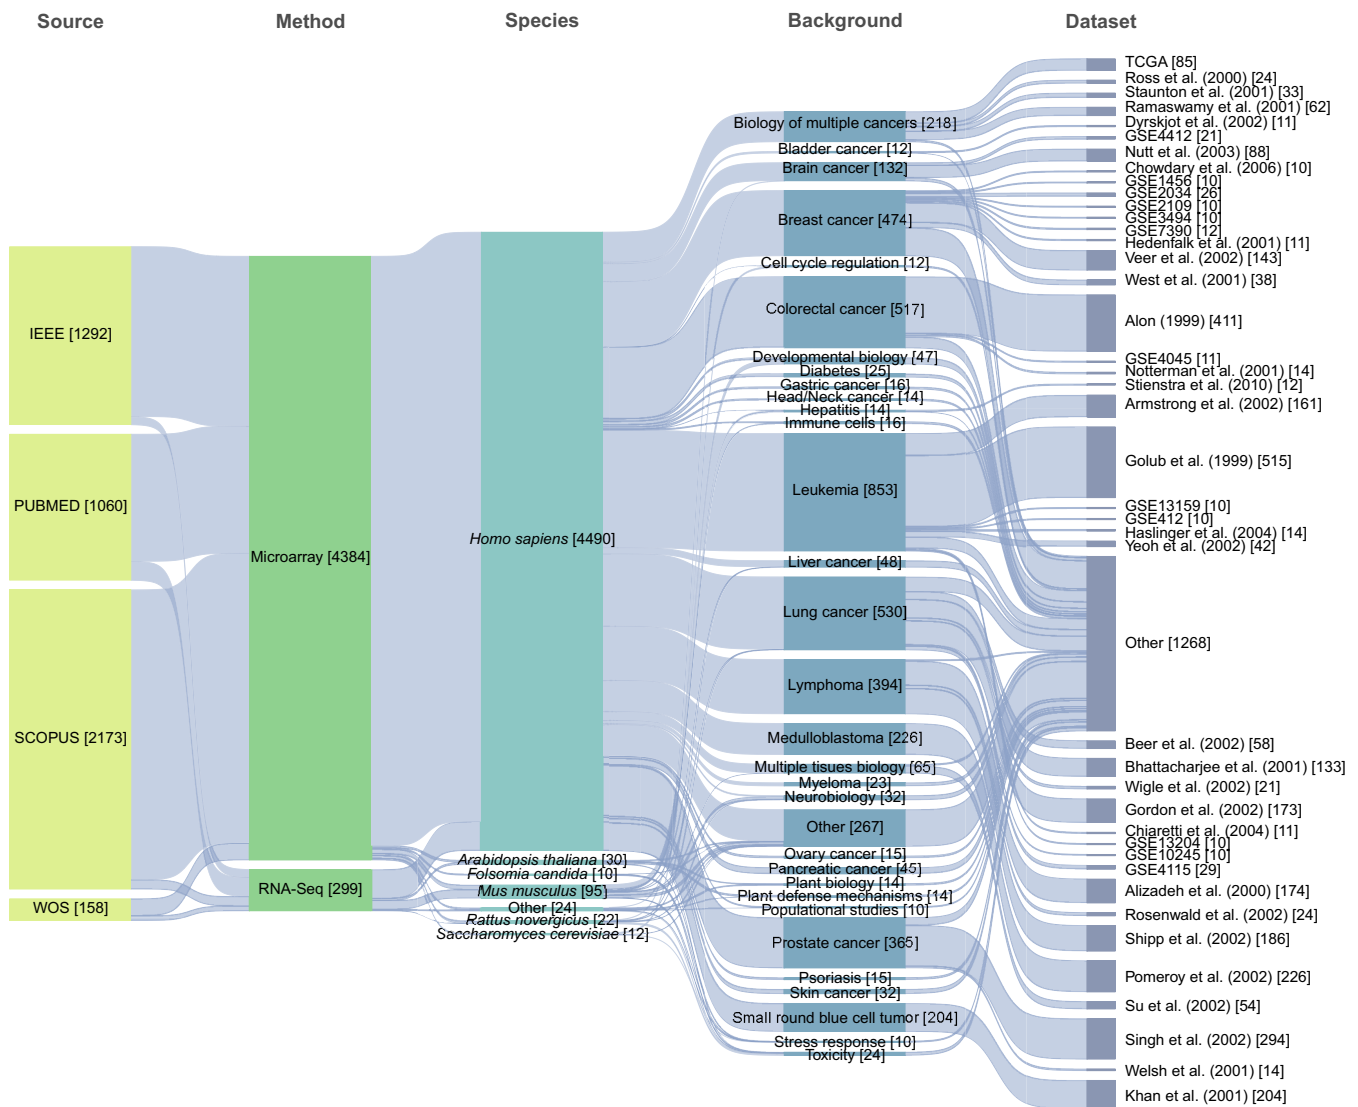 Source
Method
Species
Background
Dataset
IEEE [1292]
PUBMED [1060]
SCOPUS [2173]
WOS [158]
Microarray [4384]
RNA-Seq [299]
Homo sapiens [4490]
Arabidopsis thaliana [30]
Folsomia candida [10]
Mus musculus [95]
Other [24]
Rattus novergicus [22]
Saccharomyces cerevisiae [12]
Biology of multiple cancers [218]
Bladder cancer [12]
Brain cancer [132]
Breast cancer [474]
Cell cycle regulation [12]
Colorectal cancer [517]
Developmental biology [47]
Diabetes [25]
Gastric cancer [16]
Head/Neck cancer [14]
Hepatitis [14]
Immune cells [16]
Leukemia [853]
Liver cancer [48]
Lung cancer [530]
Lymphoma [394]
Medulloblastoma [226]
Multiple tisues biology [65]
Myeloma [23]
Neurobiology [32]
Other [267]
Ovary cancer [15]
Pancreatic cancer [45]
Plant biology [14]
Plant defense mechanisms [14]
Populational studies [10]
Prostate cancer [365]
Psoriasis [15]
Skin cancer [32]
Small round blue cell tumor [204]
Stress response [10]
Toxicity [24]
TCGA [85]
Ross et al. (2000) [24]
Staunton et al. (2001) [33]
Ramaswamy et al. (2001) [62]
Dyrskjot et al. (2002) [11]
GSE4412 [21]
Nutt et al. (2003) [88]
Chowdary et al. (2006) [10]
GSE1456 [10]
GSE2034 [26]
GSE2109 [10]
GSE3494 [10]
GSE7390 [12]
Hedenfalk et al. (2001) [11]
Veer et al. (2002) [143]
West et al. (2001) [38]
Alon (1999) [411]
GSE4045 [11]
Notterman et al. (2001) [14]
Stienstra et al. (2010) [12]
Armstrong et al. (2002) [161]
Golub et al. (1999) [515]
GSE13159 [10]
GSE412 [10]
Haslinger et al. (2004) [14]
Yeoh et al. (2002) [42]
Other [1268]
Beer et al. (2002) [58]
Bhattacharjee et al. (2001) [133]
Wigle et al. (2002) [21]
Gordon et al. (2002) [173]
Chiaretti et al. (2004) [11]
GSE13204 [10]
GSE10245 [10]
GSE4115 [29]
Alizadeh et al. (2000) [174]
Rosenwald et al. (2002) [24]
Shipp et al. (2002) [186]
Pomeroy et al. (2002) [226]
Su et al. (2002) [54]
Singh et al. (2002) [294]
Welsh et al. (2001) [14]
Khan et al. (2001) [204]